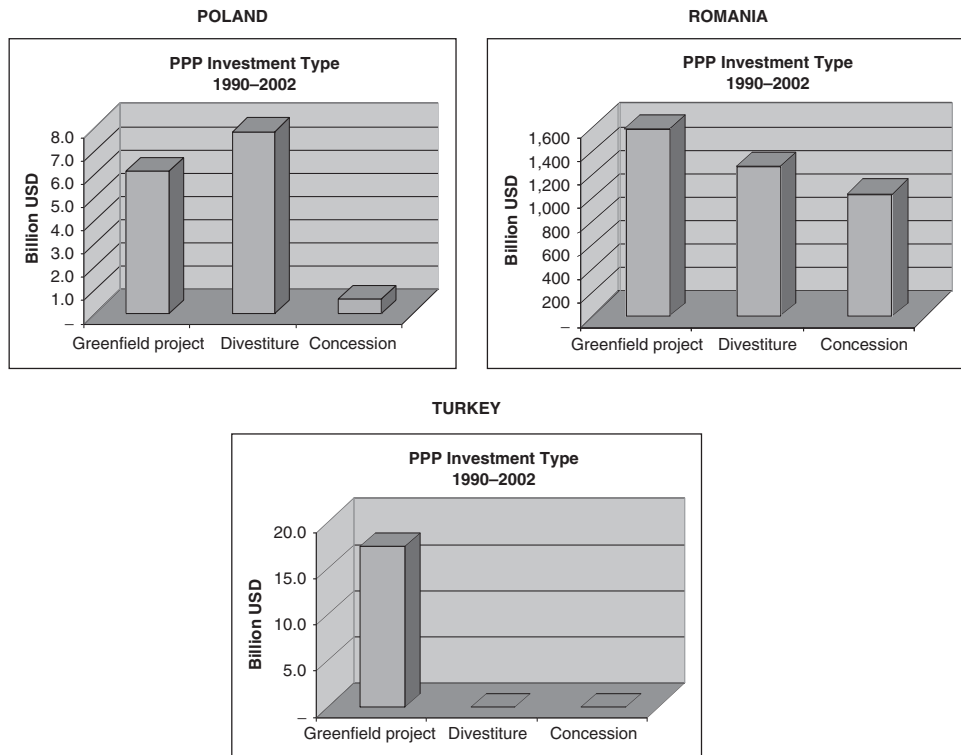 POLAND
PPP Investment Type
1990–2002
Billion USD
8.0
7.0
6.0
5.0
4.0
3.0
2.0
1.0
–
Greenfield project Divestiture Concession
ROMANIA
PPP Investment Type
1990–2002
Billion USD
1,600
1,400
1,200
1,000
800
600
400
200
–
Greenfield project Divestiture Concession
TURKEY
PPP Investment Type
1990–2002
Billion USD
20.0
15.0
10.0
5.0
–
Greenfield project Divestiture Concession